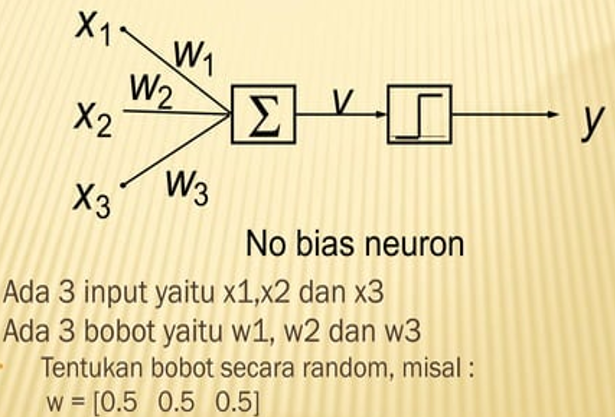 X1
W1
W2
X2
Σ
v
y
X3
W3
No bias neuron
Ada 3 input yaitu x1,x2 dan x3
Ada 3 bobot yaitu w1, w2 dan w3
Tentukan bobot secara random, misal :
w = [0.5 0.5 0.5]